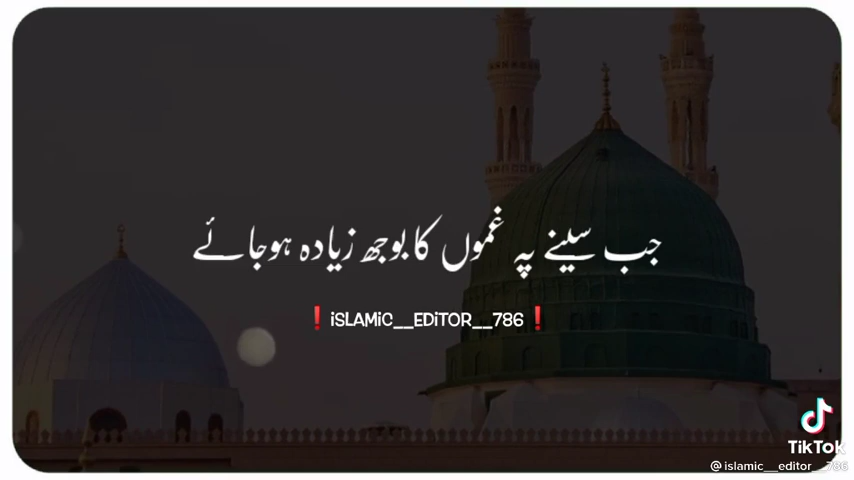 جب سینے پہ غموں کا بوجھ زیادہ ہوجائے
❗iSLAMiC__EDiTOR__786❗
TikTok
@islamic__editor__786